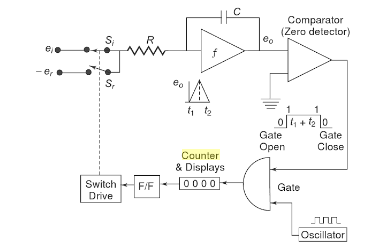 C
Comparator
(Zero detector)
eᵢ
Sᵢ
R
∫
eₒ
− eᵣ
Sᵣ
eₒ
t₁ t₂
1 1
0 t₁ + t₂ 0
Gate Open
Gate Close
Counter
& Displays
0 0 0 0
Gate
Switch
Drive
F/F
Oscillator